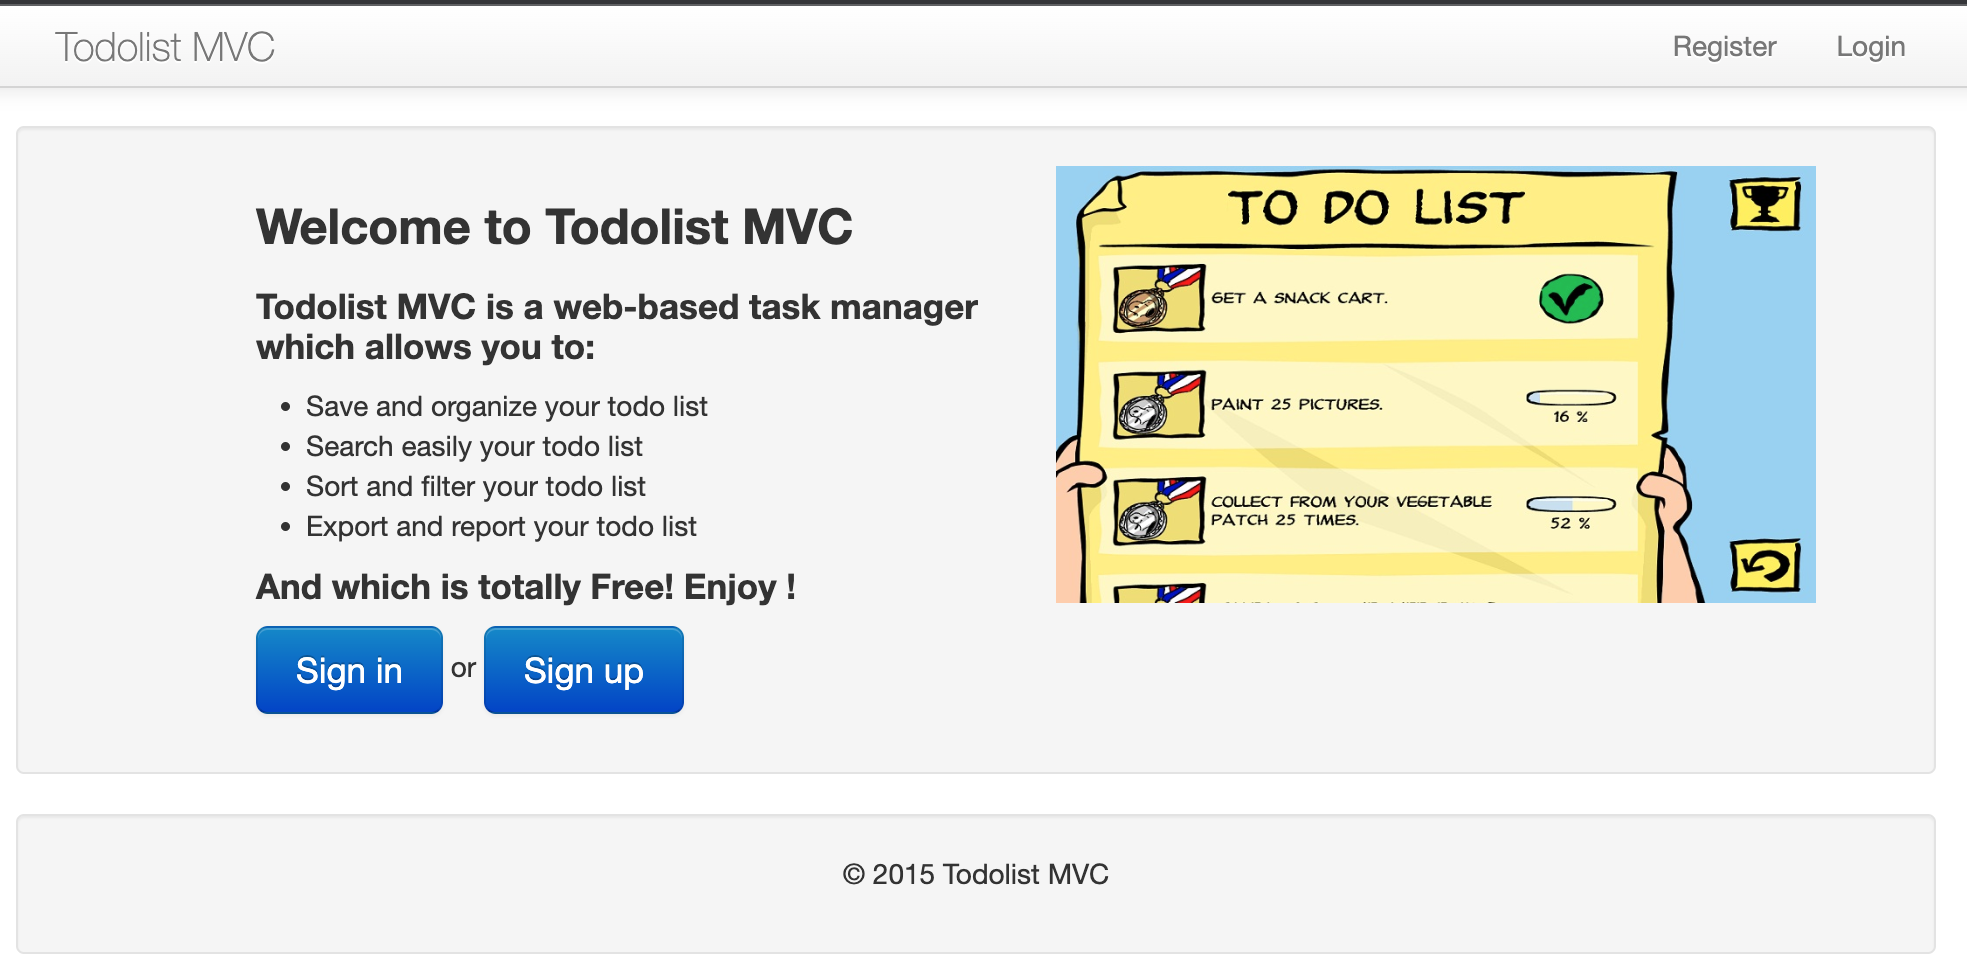 Todolist MVC
Register
Login
Welcome to Todolist MVC
Todolist MVC is a web-based task manager
which allows you to:
• Save and organize your todo list
• Search easily your todo list
• Sort and filter your todo list
• Export and report your todo list
And which is totally Free! Enjoy !
Sign in or Sign up
TO DO LIST
GET A SNACK CART.
PAINT 25 PICTURES.
16 %
COLLECT FROM YOUR VEGETABLE
PATCH 25 TIMES.
52 %
© 2015 Todolist MVC